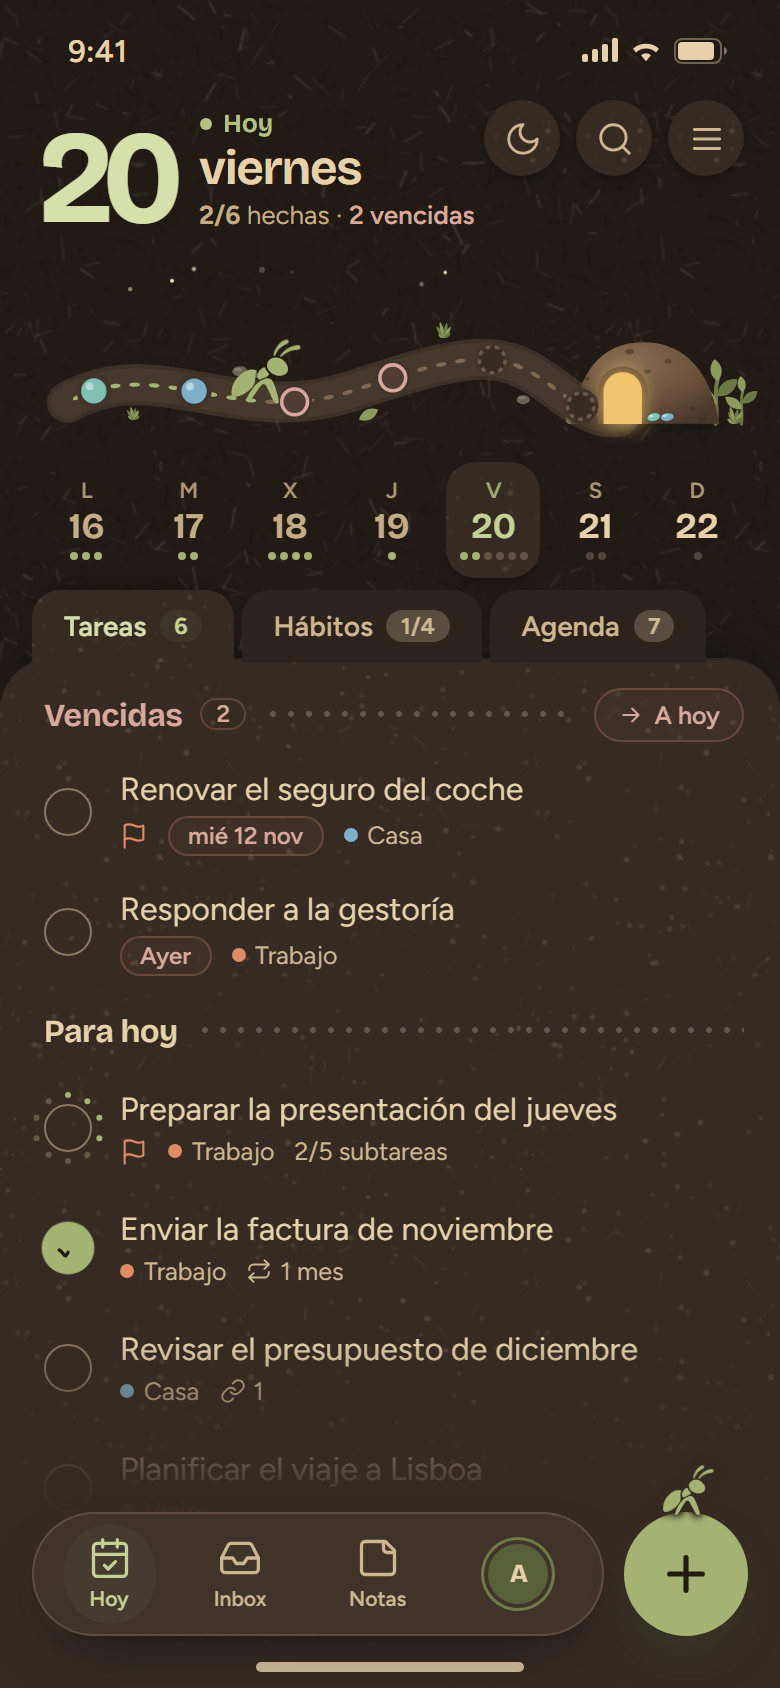 9:41
20
Hoy
viernes
2/6 hechas · 2 vencidas
L M X J V S D
16 17 18 19 20 21 22
Tareas 6 Hábitos 1/4 Agenda 7
Vencidas 2 → A hoy
Renovar el seguro del coche
mié 12 nov Casa
Responder a la gestoría
Ayer Trabajo
Para hoy
Preparar la presentación del jueves
Trabajo 2/5 subtareas
Enviar la factura de noviembre
Trabajo 1 mes
Revisar el presupuesto de diciembre
Casa 1
Planificar el viaje a Lisboa
Hoy Inbox Notas A